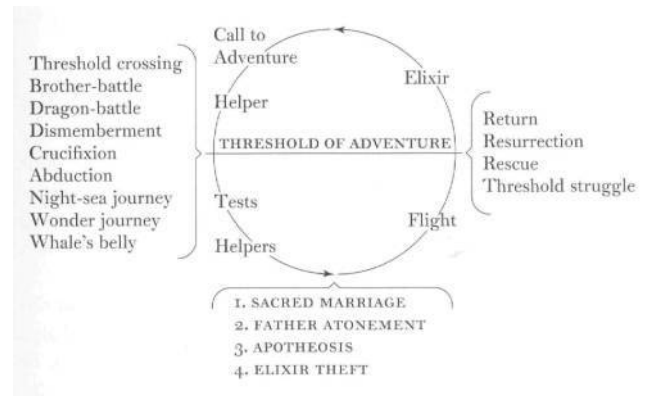 Call to
Adventure
Helper
Threshold crossing
Brother-battle
Dragon-battle
Dismemberment
Crucifixion
Abduction
Night-sea journey
Wonder journey
Whale's belly
Elixir
THRESHOLD OF ADVENTURE
Return
Resurrection
Rescue
Threshold struggle
Tests
Helpers
Flight
1. SACRED MARRIAGE
2. FATHER ATONEMENT
3. APOTHEOSIS
4. ELIXIR THEFT